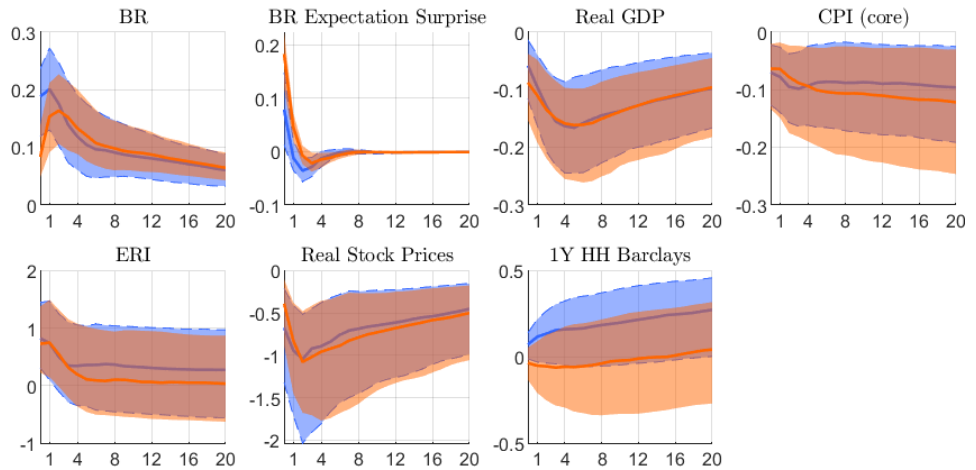 BR
0.3
0.2
0.1
0
1 4 8 12 16 20
BR Expectation Surprise
0.2
0.1
0
-0.1
1 4 8 12 16 20
Real GDP
0
-0.1
-0.2
-0.3
1 4 8 12 16 20
CPI (core)
0
-0.1
-0.2
-0.3
1 4 8 12 16 20
ERI
2
1
0
-1
1 4 8 12 16 20
Real Stock Prices
0
-0.5
-1
-1.5
-2
1 4 8 12 16 20
1Y HH Barclays
0.5
0
-0.5
1 4 8 12 16 20